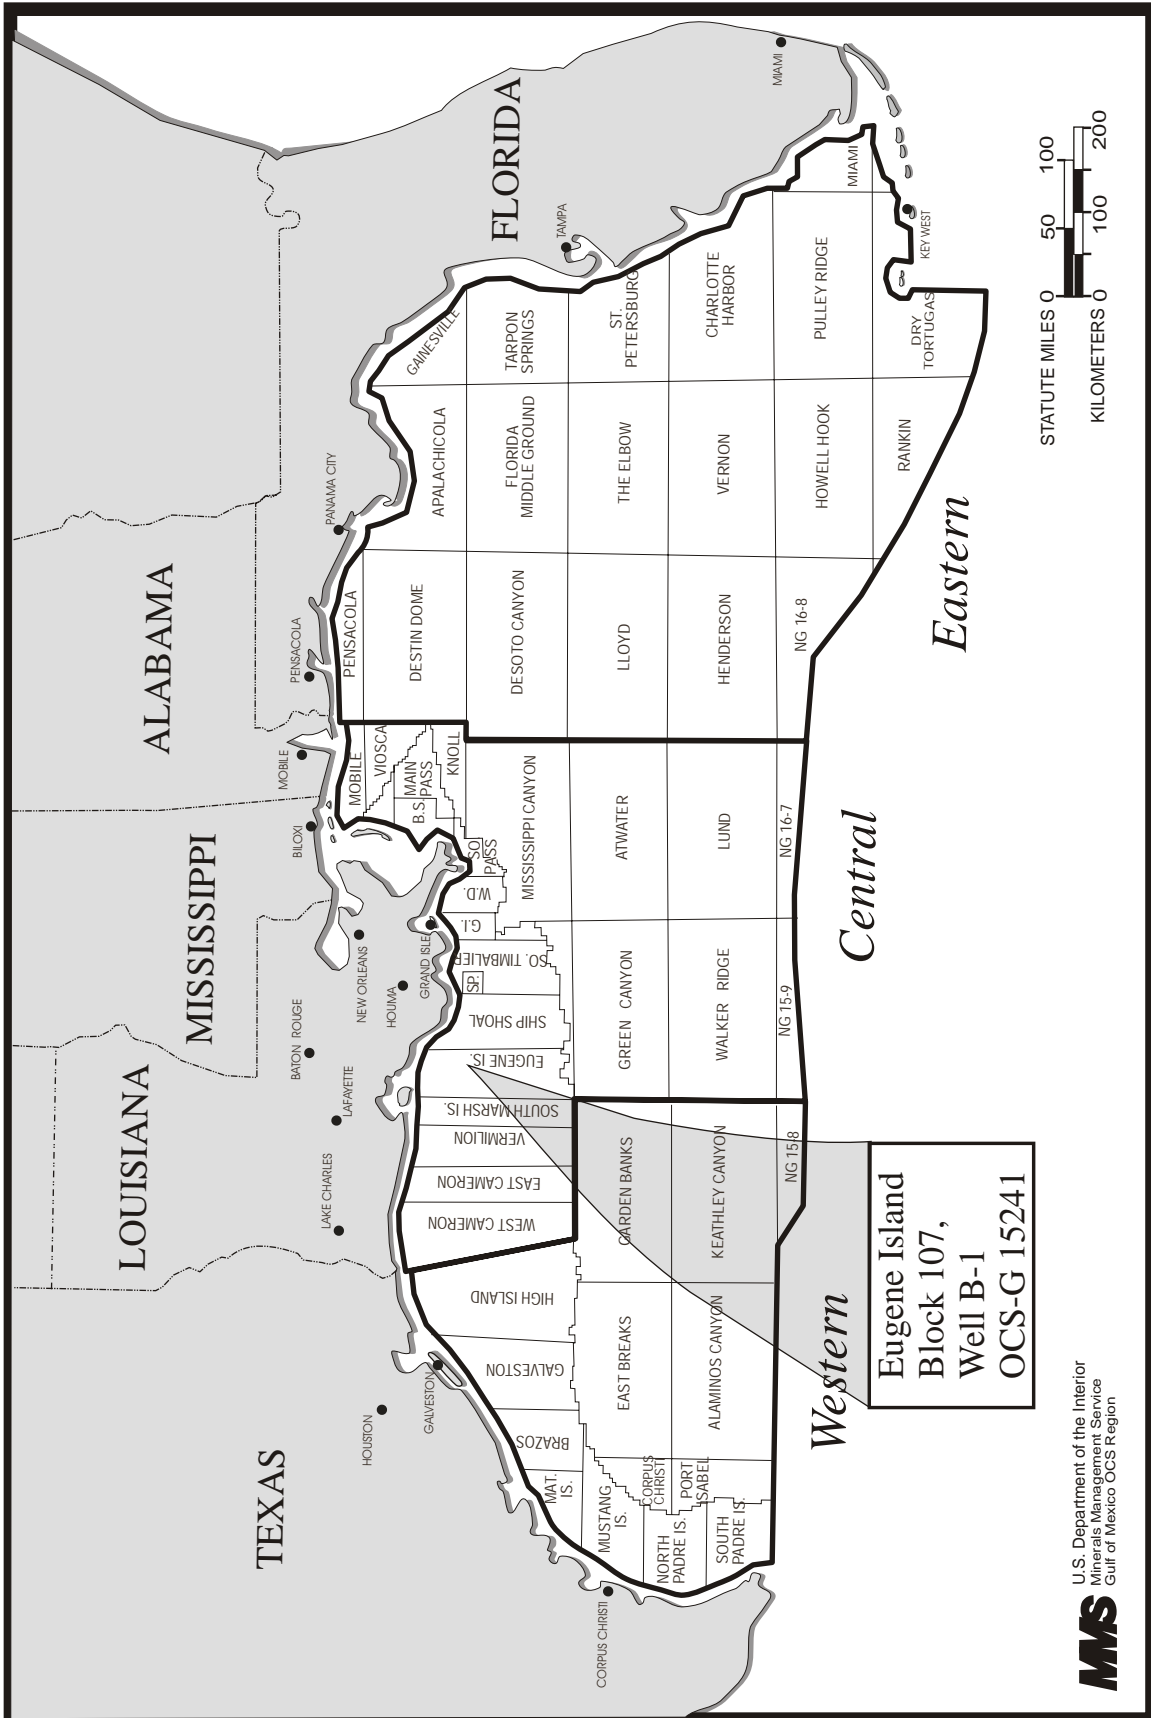 TEXAS
LOUISIANA
MISSISSIPPI
ALABAMA
FLORIDA
HOUSTON
GALVESTON
CORPUS CHRISTI
LAKE CHARLES
LAFAYETTE
BATON ROUGE
HOUMA
NEW ORLEANS
GRAND ISLE
BILOXI
MOBILE
PENSACOLA
PANAMA CITY
TAMPA
MIAMI
KEY WEST
SOUTH
PADRE IS.
NORTH
PADRE IS.
MUSTANG
IS.
MAT.
IS.
BRAZOS
GALVESTON
HIGH ISLAND
CORPUS
CHRISTI
PORT
ISABEL
EAST BREAKS
ALAMINOS CANYON
GARDEN BANKS
KEATHLEY CANYON
NG 15-8
WEST CAMERON
EAST CAMERON
VERMILION
SOUTH MARSH IS.
EUGENE IS.
SHIP SHOAL
SP.
SO. TIMBALIER
G.I.
W.D.
SO.
PASS
B.S.
MAIN
PASS
MOBILE
VIOSCA
KNOLL
MISSISSIPPI CANYON
GREEN CANYON
WALKER RIDGE
NG 15-9
ATWATER
LUND
NG 16-7
PENSACOLA
DESTIN DOME
DESOTO CANYON
LLOYD
HENDERSON
NG 16-8
APALACHICOLA
FLORIDA
MIDDLE GROUND
THE ELBOW
VERNON
HOWELL HOOK
RANKIN
GAINESVILLE
TARPON
SPRINGS
ST.
PETERSBURG
CHARLOTTE
HARBOR
PULLEY RIDGE
DRY
TORTUGAS
MIAMI
Western
Central
Eastern
Eugene Island
Block 107,
Well B-1
OCS-G 15241
STATUTE MILES 0 50 100
KILOMETERS 0 100 200
MMS
U.S. Department of the Interior
Minerals Management Service
Gulf of Mexico OCS Region